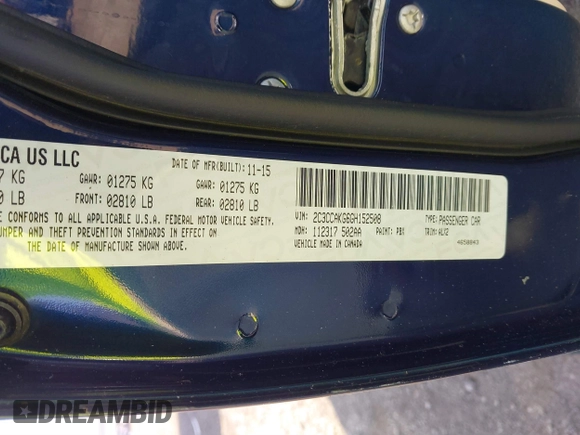 CA US LLC
DATE OF MFR(BUILT): 11-15
7 KG GAWR: 01275 KG GAWR: 01275 KG
0 LB FRONT: 02810 LB REAR: 02810 LB
E CONFORMS TO ALL APPLICABLE U.S.A. FEDERAL MOTOR VEHICLE SAFETY,
UMPER AND THEFT PREVENTION STANDARDS IN EFFECT ON
THE DATE OF MANUFACTURE SHOWN ABOVE.
VIN: 2C3CCAKG6GH152508 TYPE: PASSENGER CAR
MDH: 112317 502AA PAINT: PBX TRIM: HLX2
VEHICLE MADE IN CANADA 4658843
DREAMBID